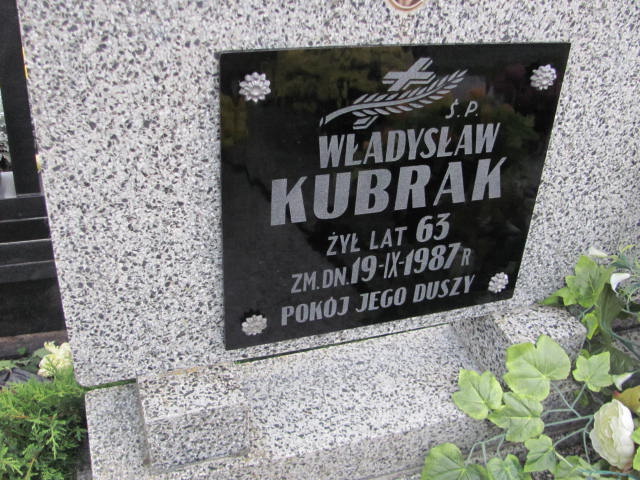 Ś.P.
WŁADYSŁAW
KUBRAK
ŻYŁ LAT 63
ZM. DN. 19-IX-1987 R
POKÓJ JEGO DUSZY